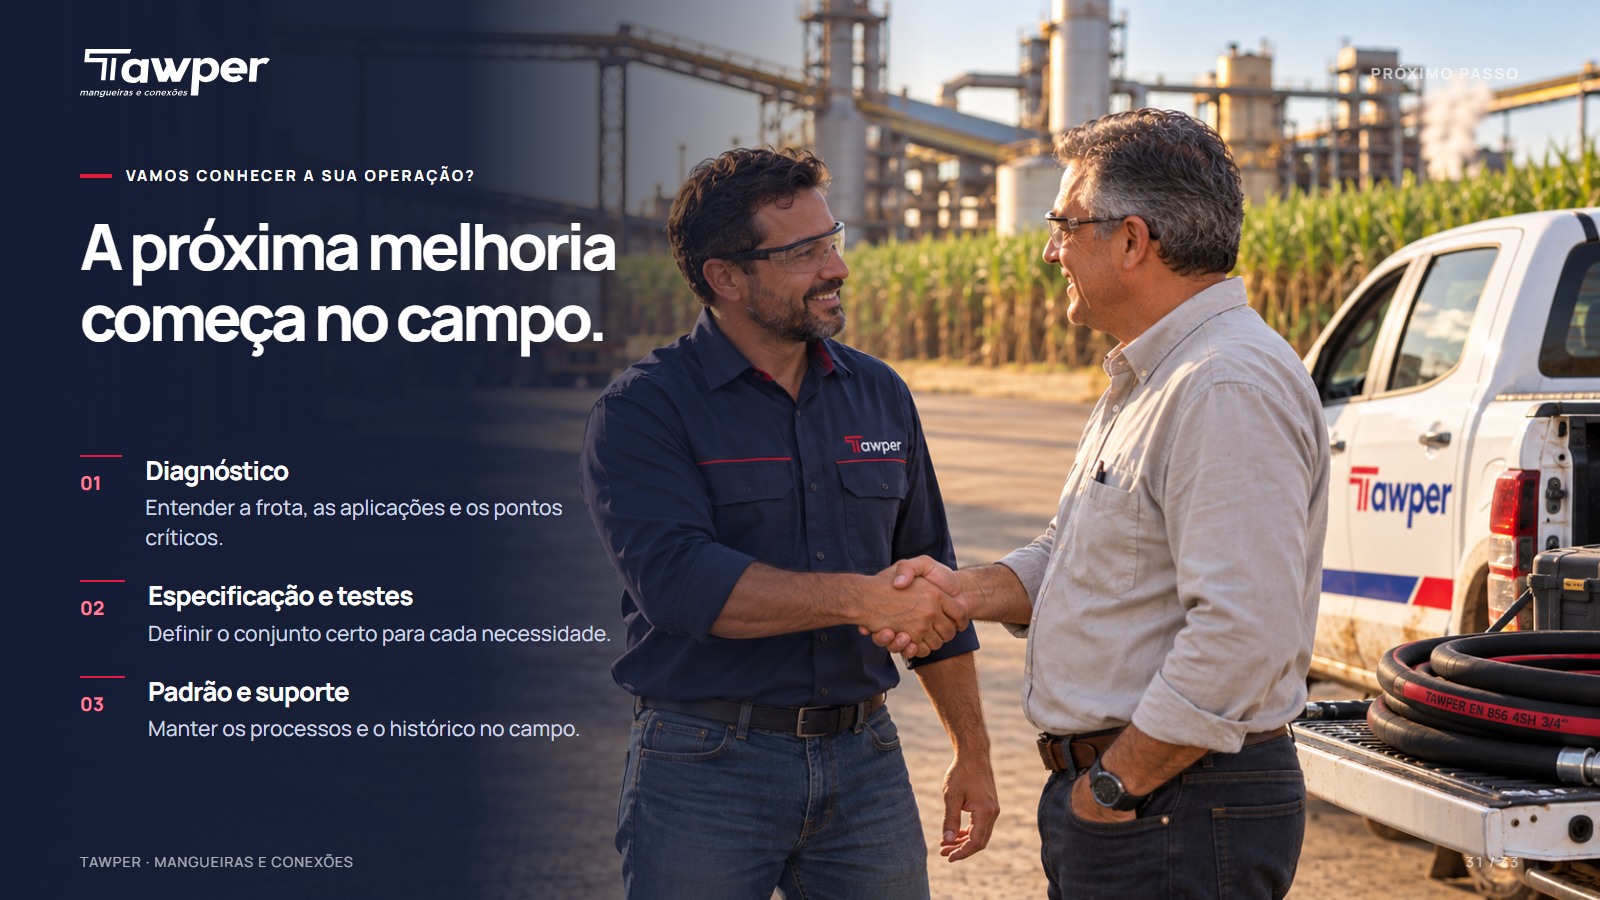 Tawper
mangueiras e conexões
PRÓXIMO PASSO
VAMOS CONHECER A SUA OPERAÇÃO?
A próxima melhoria
começa no campo.
Tawper
Tawper
01
Diagnóstico
Entender a frota, as aplicações e os pontos
críticos.
02
Especificação e testes
Definir o conjunto certo para cada necessidade.
03
Padrão e suporte
Manter os processos e o histórico no campo.
TAWPER EN 856 4SH 3/4"
TAWPER · MANGUEIRAS E CONEXÕES
31 / 33